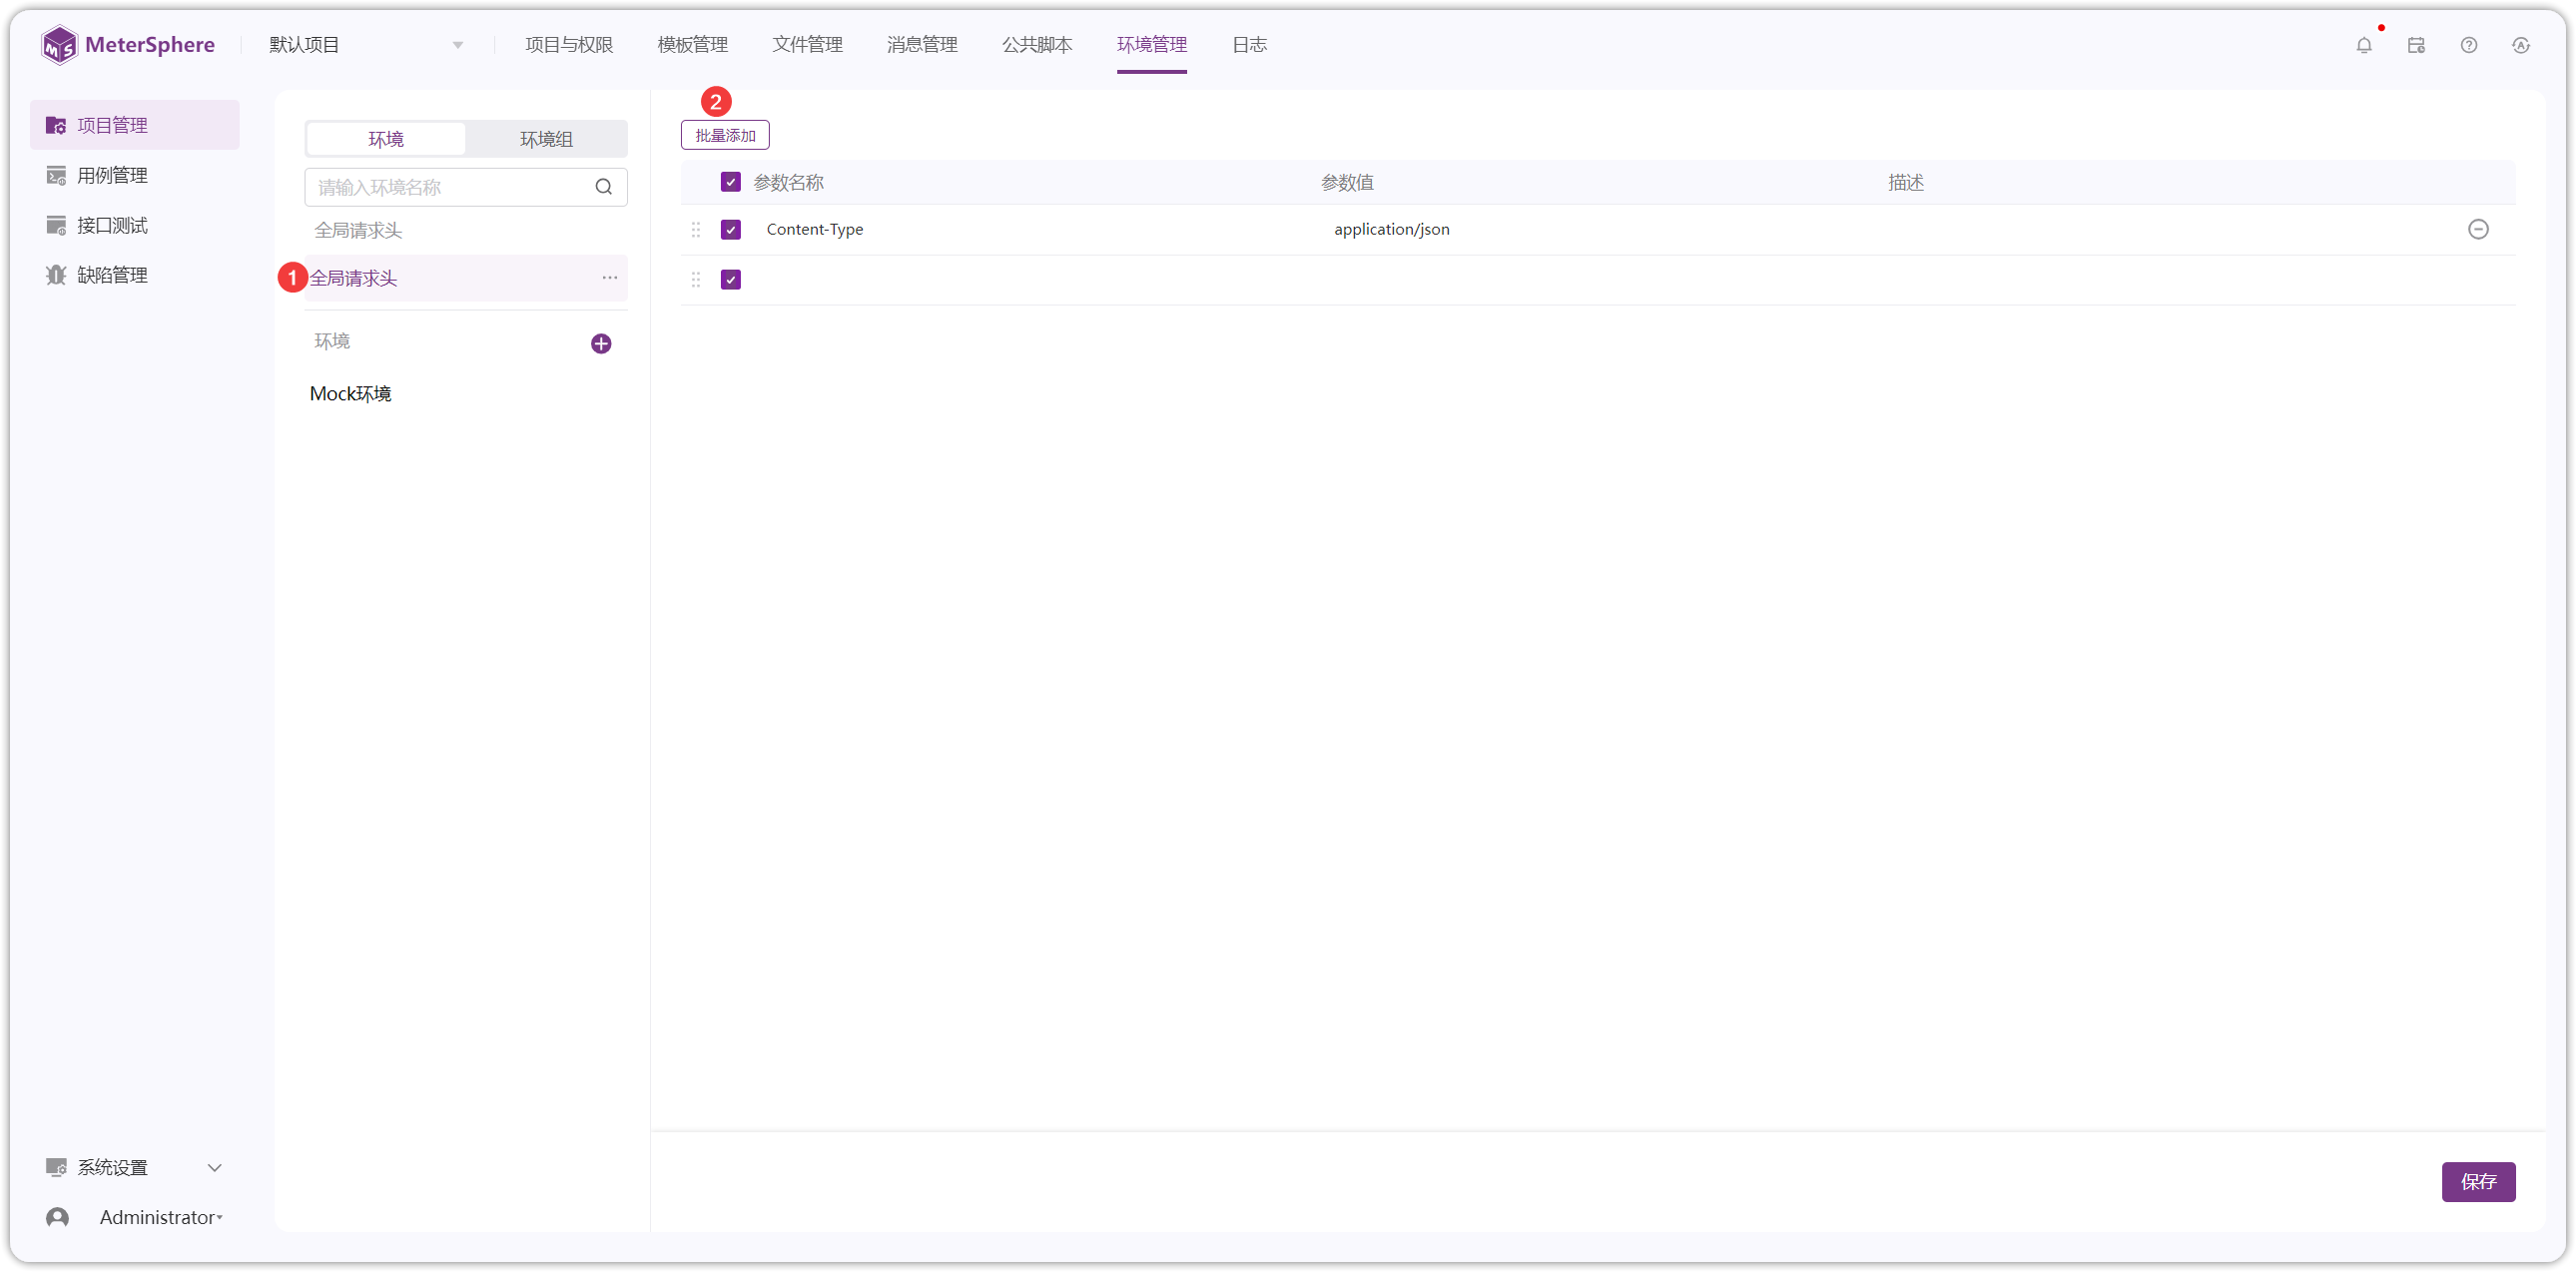 MeterSphere
默认项目
项目与权限
模板管理
文件管理
消息管理
公共脚本
环境管理
日志
项目管理
用例管理
接口测试
缺陷管理
环境
环境组
请输入环境名称
全局请求头
1
全局请求头
环境
Mock环境
2
批量添加
参数名称
参数值
描述
Content-Type
application/json
系统设置
Administrator
保存